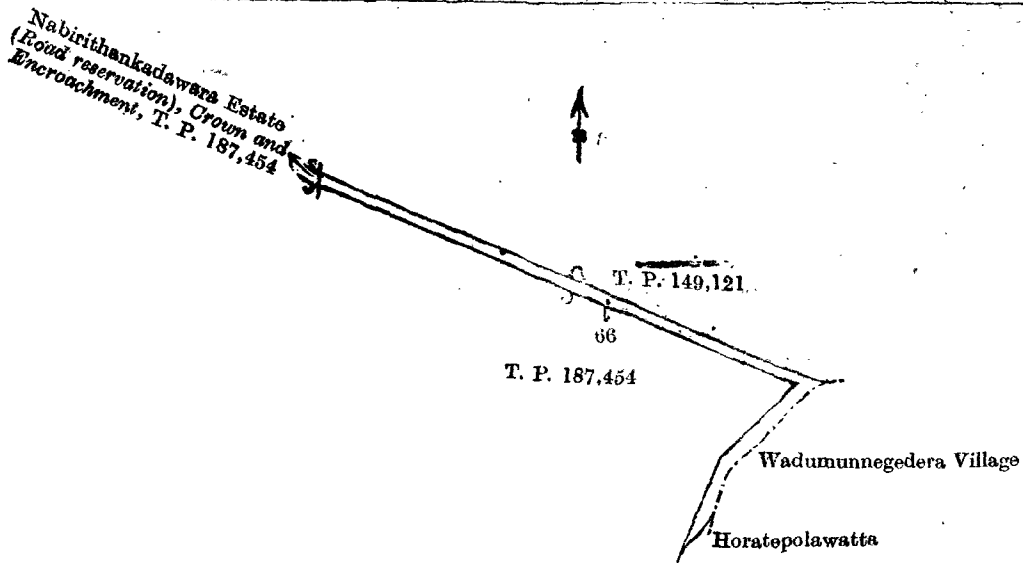 Nabirithankadawara Estate
(Road reservation), Crown and
Encroachment, T. P. 187,454
T. P. 149,121
66
T. P. 187,454
Wadumunnegedera Village
Horatepolawatta